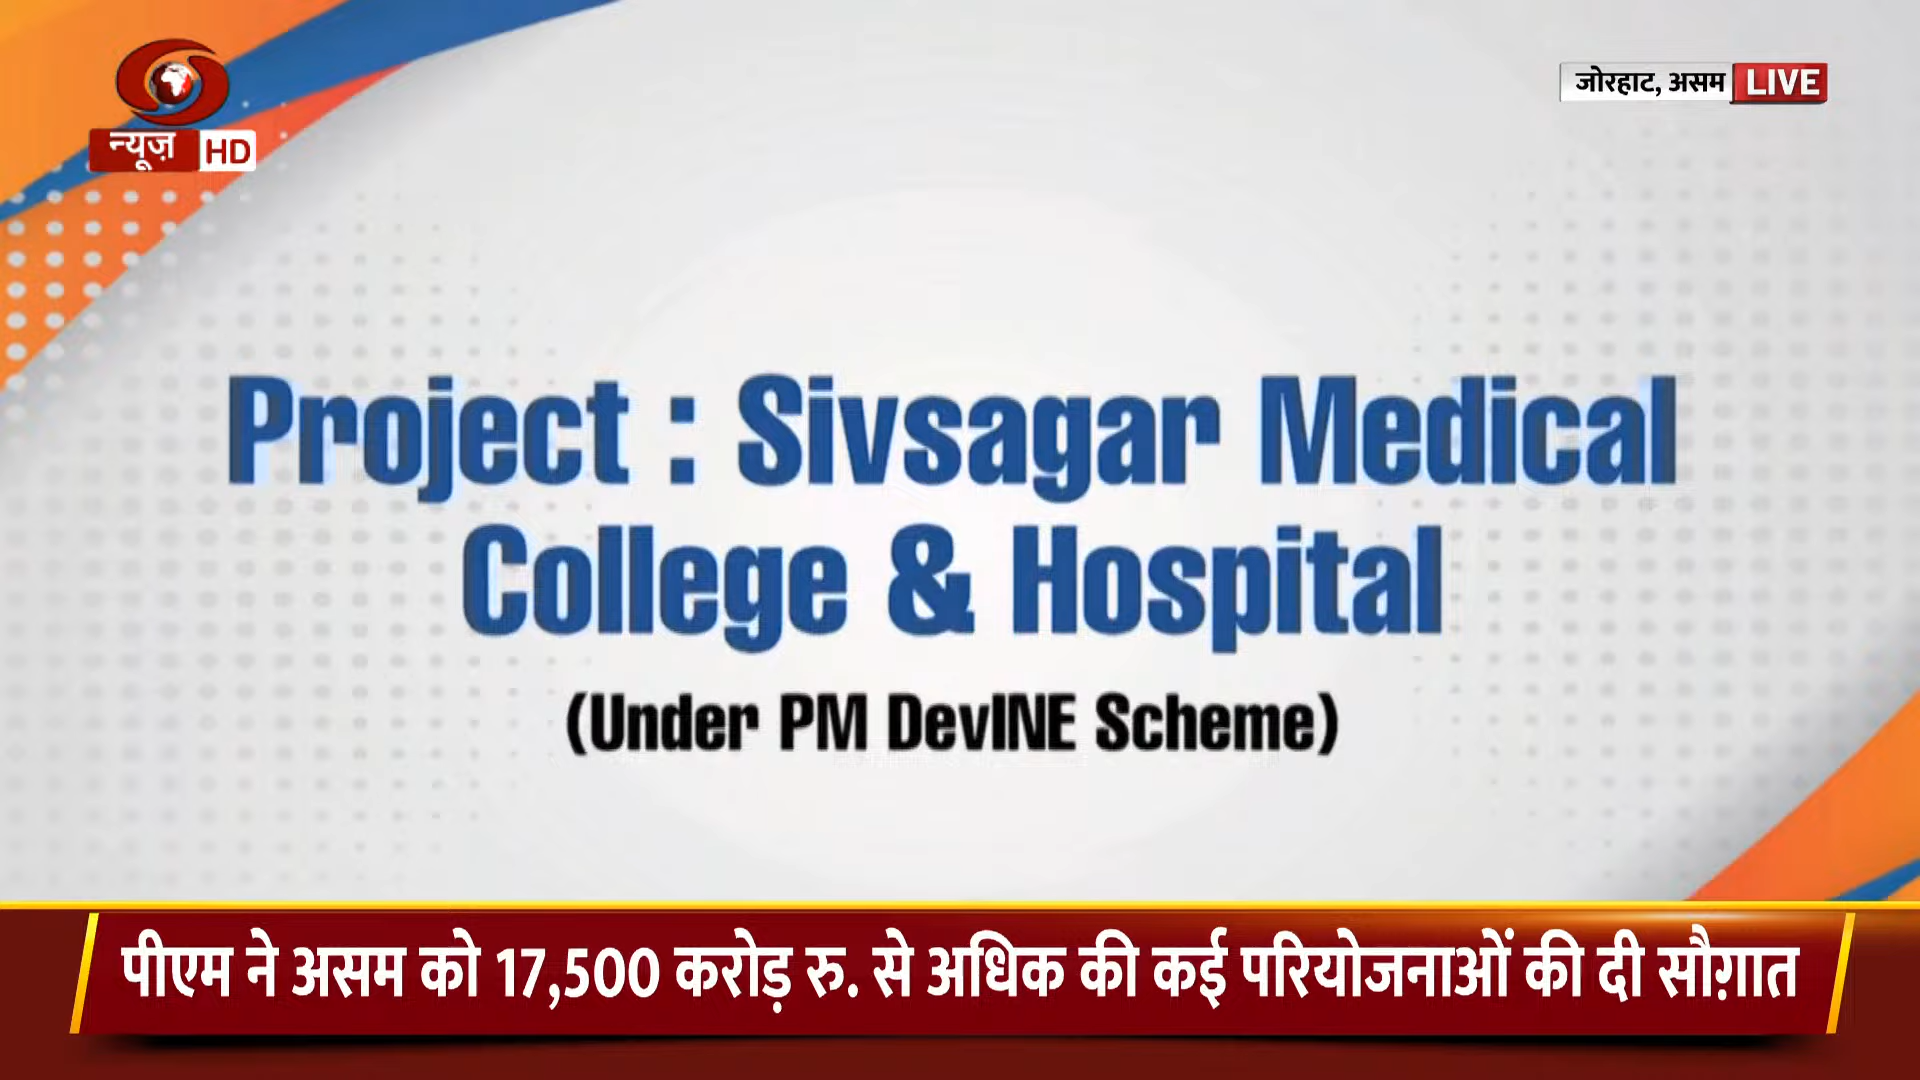 न्यूज़ HD
जोरहाट, असम LIVE
Project : Sivsagar Medical
College & Hospital
(Under PM DevINE Scheme)
पीएम ने असम को 17,500 करोड़ रु. से अधिक की कई परियोजनाओं की दी सौग़ात